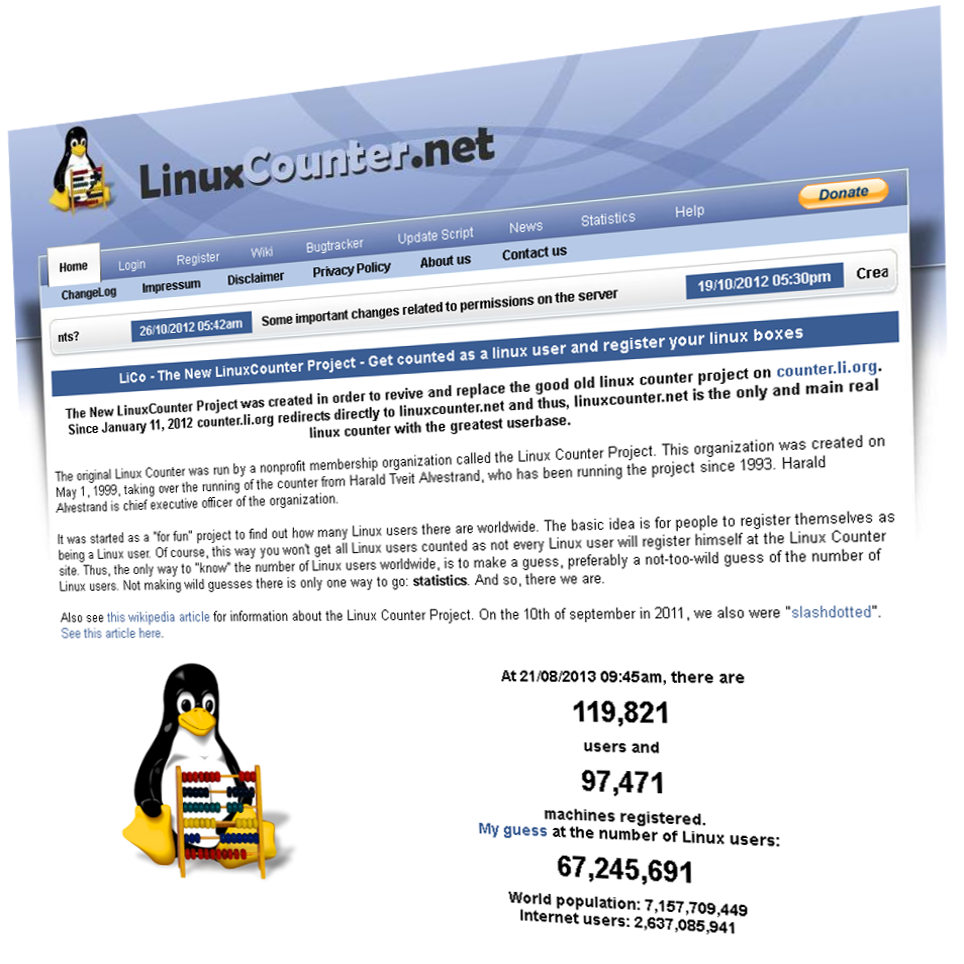 LinuxCounter.net
Donate
Home Login Register Wiki Bugtracker Update Script News Statistics Help
ChangeLog Impressum Disclaimer Privacy Policy About us Contact us
nts? 26/10/2012 05:42am Some important changes related to permissions on the server 19/10/2012 05:30pm Crea
LiCo - The New LinuxCounter Project - Get counted as a linux user and register your linux boxes
The New LinuxCounter Project was created in order to revive and replace the good old linux counter project on counter.li.org.
Since January 11, 2012 counter.li.org redirects directly to linuxcounter.net and thus, linuxcounter.net is the only and main real
linux counter with the greatest userbase.
The original Linux Counter was run by a nonprofit membership organization called the Linux Counter Project. This organization was created on
May 1, 1999, taking over the running of the counter from Harald Tveit Alvestrand, who has been running the project since 1993. Harald
Alvestrand is chief executive officer of the organization.
It was started as a "for fun" project to find out how many Linux users there are worldwide. The basic idea is for people to register themselves as
being a Linux user. Of course, this way you won't get all Linux users counted as not every Linux user will register himself at the Linux Counter
site. Thus, the only way to "know" the number of Linux users worldwide, is to make a guess, preferably a not-too-wild guess of the number of
Linux users. Not making wild guesses there is only one way to go: statistics. And so, there we are.
Also see this wikipedia article for information about the Linux Counter Project. On the 10th of september in 2011, we also were "slashdotted".
See this article here.
At 21/08/2013 09:45am, there are
119,821
users and
97,471
machines registered.
My guess at the number of Linux users:
67,245,691
World population: 7,157,709,449
Internet users: 2,637,085,941